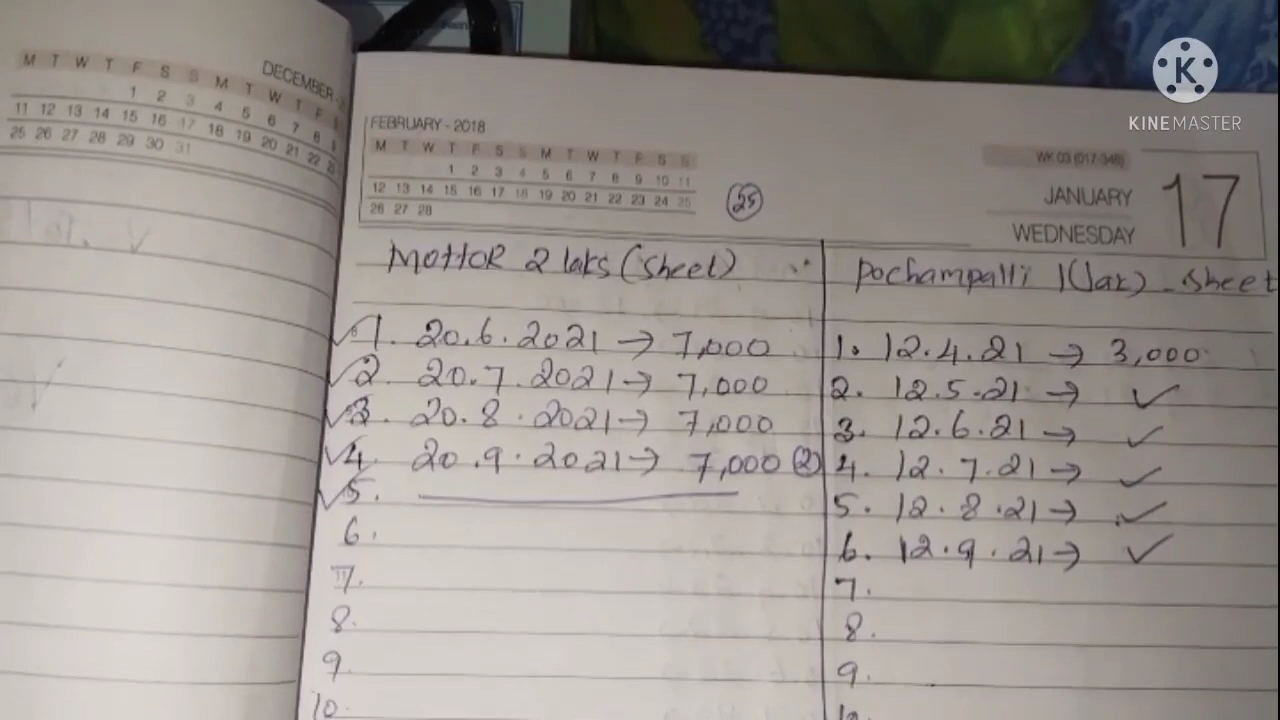 DECEMBER
M T W T F S S M T W T F S
1 2 3 4 5 6 7 8
11 12 13 14 15 16 17 18 19 20 21 22
25 26 27 28 29 30 31
FEBRUARY - 2018
M T W T F S S M T W T F S S
1 2 3 4 5 6 7 8 9 10 11
12 13 14 15 16 17 18 19 20 21 22 23 24 25
26 27 28
25
WK 03 (017-348)
JANUARY
17
WEDNESDAY
KINEMASTER
MOTTOR 2 laks (sheet)
✓1. 20.6.2021 → 7,000
✓2. 20.7.2021 → 7,000
✓3. 20.8.2021 → 7,000
✓4. 20.9.2021 → 7,000 (2)
✓5.
6.
7.
8.
9.
10.
Pochampalli 1(lak) - sheet
1. 12.4.21 → 3,000
2. 12.5.21 → ✓
3. 12.6.21 → ✓
4. 12.7.21 → ✓
5. 12.8.21 → ✓
6. 12.9.21 → ✓
7.
8.
9.